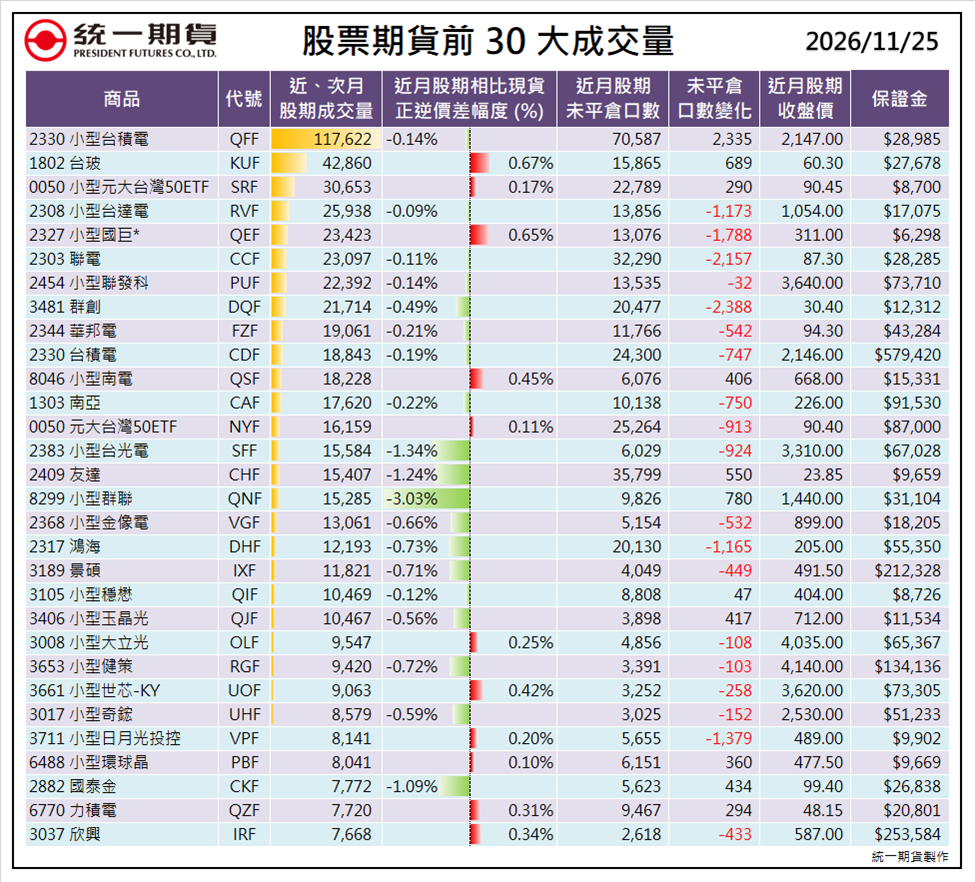 統一期貨
PRESIDENT FUTURES CO., LTD.
股票期貨前 30 大成交量
2026/11/25
商品 代號 近、次月股期成交量 近月股期相比現貨正逆價差幅度 (%) 近月股期未平倉口數 未平倉口數變化 近月股期收盤價 保證金
2330 小型台積電 QFF 117,622 -0.14% 70,587 2,335 2,147.00 $28,985
1802 台玻 KUF 42,860 0.67% 15,865 689 60.30 $27,678
0050 小型元大台灣50ETF SRF 30,653 0.17% 22,789 290 90.45 $8,700
2308 小型台達電 RVF 25,938 -0.09% 13,856 -1,173 1,054.00 $17,075
2327 小型國巨* QEF 23,423 0.65% 13,076 -1,788 311.00 $6,298
2303 聯電 CCF 23,097 -0.11% 32,290 -2,157 87.30 $28,285
2454 小型聯發科 PUF 22,392 -0.14% 13,535 -32 3,640.00 $73,710
3481 群創 DQF 21,714 -0.49% 20,477 -2,388 30.40 $12,312
2344 華邦電 FZF 19,061 -0.21% 11,766 -542 94.30 $43,284
2330 台積電 CDF 18,843 -0.19% 24,300 -747 2,146.00 $579,420
8046 小型南電 QSF 18,228 0.45% 6,076 406 668.00 $15,331
1303 南亞 CAF 17,620 -0.22% 10,138 -750 226.00 $91,530
0050 元大台灣50ETF NYF 16,159 0.11% 25,264 -913 90.40 $87,000
2383 小型台光電 SFF 15,584 -1.34% 6,029 -924 3,310.00 $67,028
2409 友達 CHF 15,407 -1.24% 35,799 550 23.85 $9,659
8299 小型群聯 QNF 15,285 -3.03% 9,826 780 1,440.00 $31,104
2368 小型金像電 VGF 13,061 -0.66% 5,154 -532 899.00 $18,205
2317 鴻海 DHF 12,193 -0.73% 20,130 -1,165 205.00 $55,350
3189 景碩 IXF 11,821 -0.71% 4,049 -449 491.50 $212,328
3105 小型穩懋 QIF 10,469 -0.12% 8,808 47 404.00 $8,726
3406 小型玉晶光 QJF 10,467 -0.56% 3,898 417 712.00 $11,534
3008 小型大立光 OLF 9,547 0.25% 4,856 -108 4,035.00 $65,367
3653 小型健策 RGF 9,420 -0.72% 3,391 -103 4,140.00 $134,136
3661 小型世芯-KY UOF 9,063 0.42% 3,252 -258 3,620.00 $73,305
3017 小型奇鋐 UHF 8,579 -0.59% 3,025 -152 2,530.00 $51,233
3711 小型日月光投控 VPF 8,141 0.20% 5,655 -1,379 489.00 $9,902
6488 小型環球晶 PBF 8,041 0.10% 6,151 360 477.50 $9,669
2882 國泰金 CKF 7,772 -1.09% 5,623 434 99.40 $26,838
6770 力積電 QZF 7,720 0.31% 9,467 294 48.15 $20,801
3037 欣興 IRF 7,668 0.34% 2,618 -433 587.00 $253,584
統一期貨製作